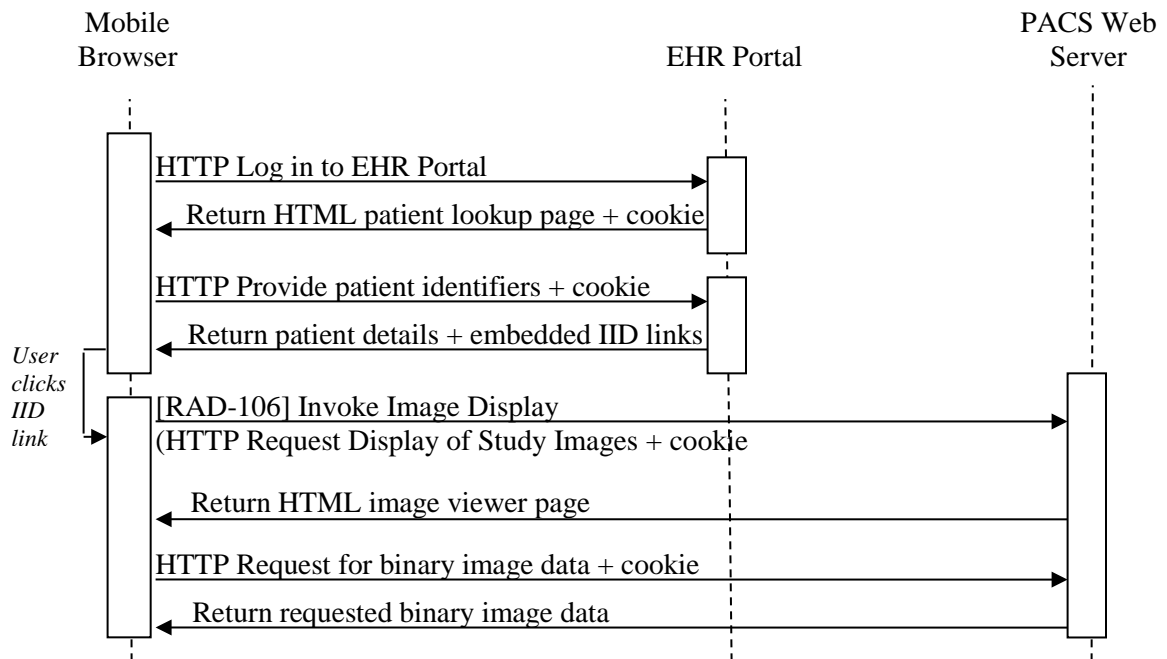 Mobile
Browser
EHR Portal
PACS Web
Server
HTTP Log in to EHR Portal
Return HTML patient lookup page + cookie
HTTP Provide patient identifiers + cookie
Return patient details + embedded IID links
User
clicks
IID
link
[RAD-106] Invoke Image Display
(HTTP Request Display of Study Images + cookie
Return HTML image viewer page
HTTP Request for binary image data + cookie
Return requested binary image data